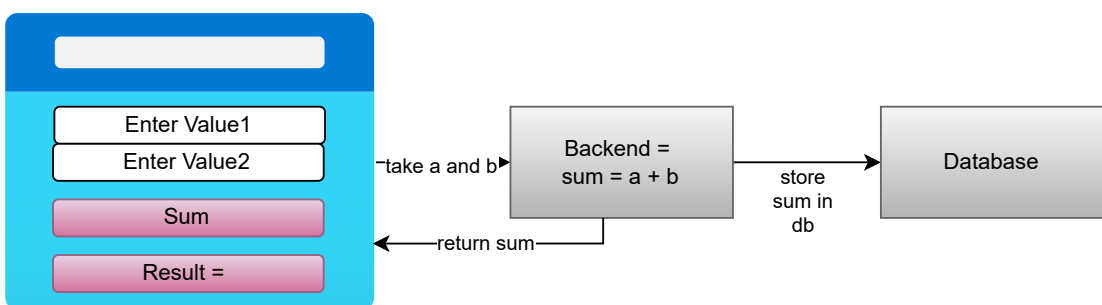 Enter Value1
Enter Value2
Sum
Result =
take a and b
return sum
Backend =
sum = a + b
store
sum in
db
Database